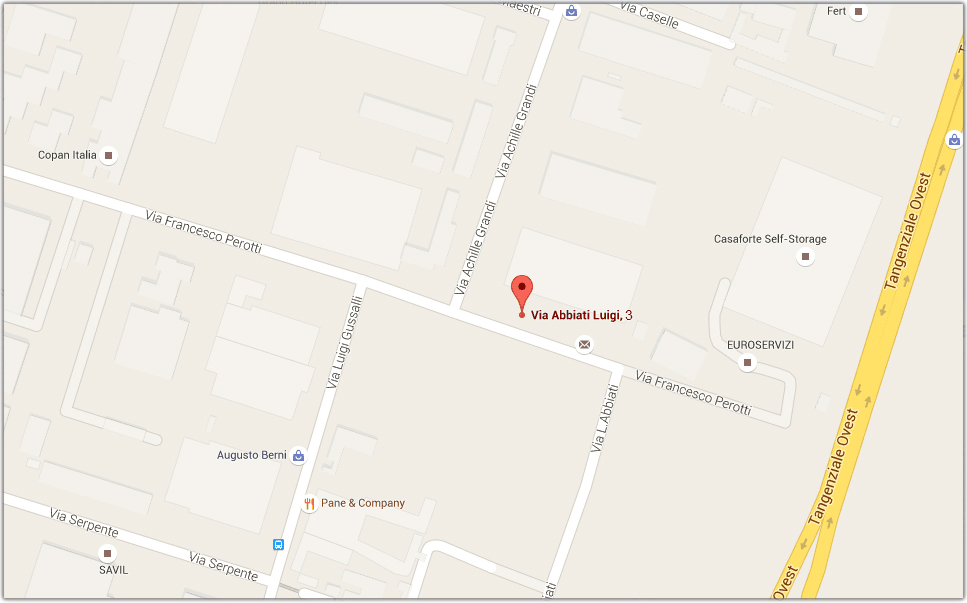 aestri
Via Caselle
Fert
Via Achille Grandi
Copan Italia
Tangenziale Ovest
Via Francesco Perotti
Via Achille Grandi
Casaforte Self-Storage
Via Abbiati Luigi, 3
Via Luigi Gussalli
EUROSERVIZI
Via Francesco Perotti
Via L.Abbiati
Augusto Berni
Tangenziale Ovest
Pane & Company
Via Serpente
Via Serpente
SAVIL
Ovest
iati